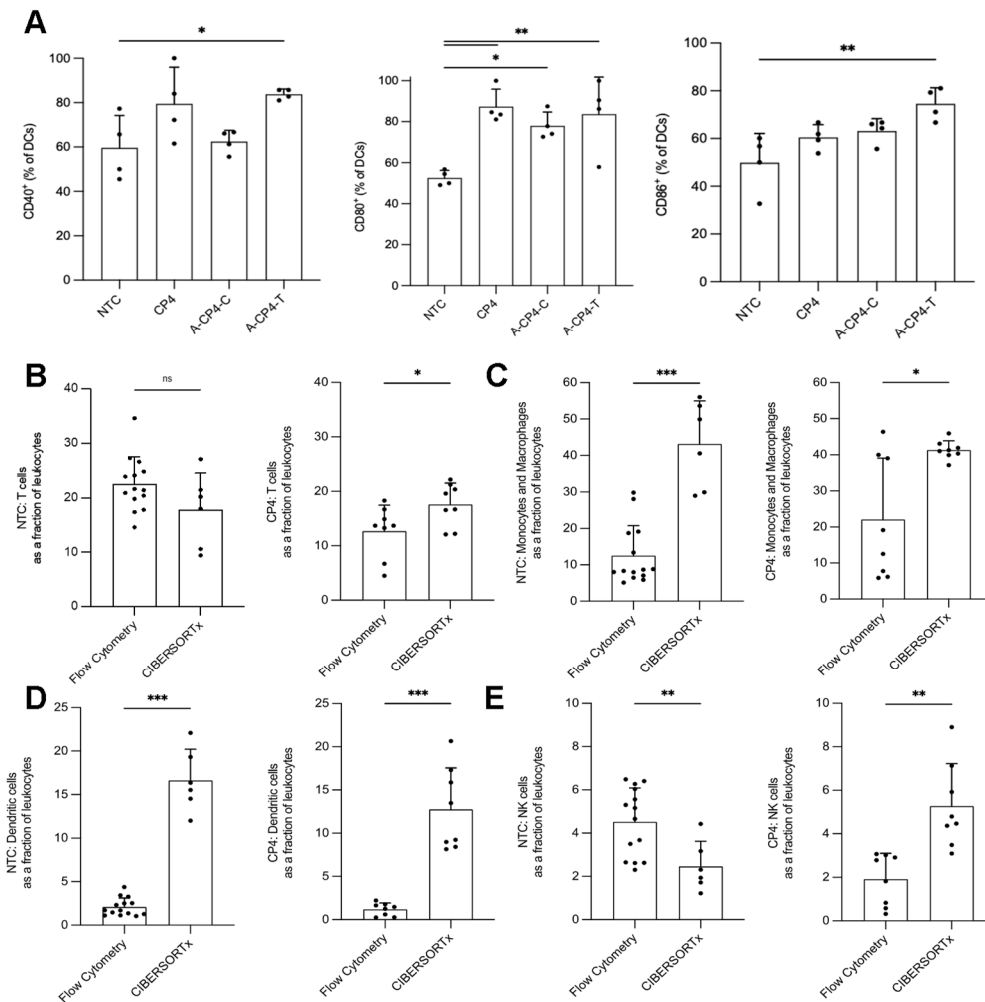 A
*
CD40+ (% of DCs)
100
80
60
40
20
0
NTC
CP4
A-CP4-C
A-CP4-T
**
*
CD80+ (% of DCs)
100
80
60
40
20
0
NTC
CP4
A-CP4-C
A-CP4-T
**
CD86+ (% of DCs)
100
80
60
40
20
0
NTC
CP4
A-CP4-C
A-CP4-T
B
ns
NTC: T cells
as a fraction of leukocytes
40
30
20
10
0
Flow Cytometry
CIBERSORTx
*
CP4: T cells
as a fraction of leukocytes
40
30
20
10
0
Flow Cytometry
CIBERSORTx
C
***
NTC: Monocytes and Macrophages
as a fraction of leukocytes
60
50
40
30
20
10
0
Flow Cytometry
CIBERSORTx
*
CP4: Monocytes and Macrophages
as a fraction of leukocytes
60
50
40
30
20
10
0
Flow Cytometry
CIBERSORTx
D
***
NTC: Dendritic cells
as a fraction of leukocytes
25
20
15
10
5
0
Flow Cytometry
CIBERSORTx
***
CP4: Dendritic cells
as a fraction of leukocytes
25
20
15
10
5
0
Flow Cytometry
CIBERSORTx
E
**
NTC: NK cells
as a fraction of leukocytes
10
8
6
4
2
0
Flow Cytometry
CIBERSORTx
**
CP4: NK cells
as a fraction of leukocytes
10
8
6
4
2
0
Flow Cytometry
CIBERSORTx